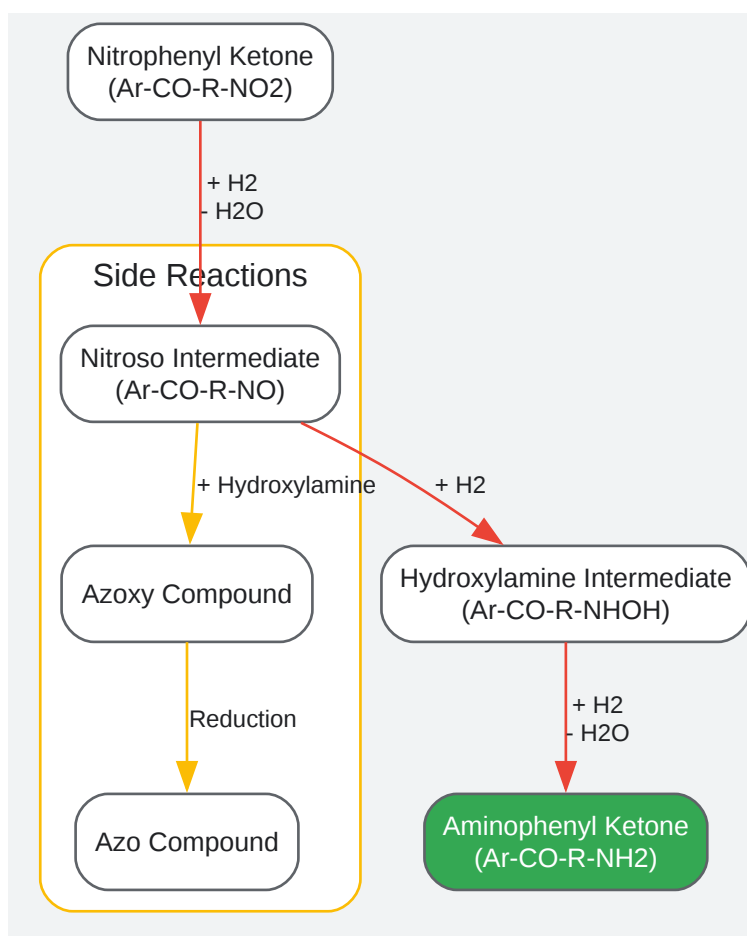 Nitrophenyl Ketone
(Ar-CO-R-NO2)
+ H2
- H2O
Side Reactions
Nitroso Intermediate
(Ar-CO-R-NO)
+ Hydroxylamine
+ H2
Azoxy Compound
Hydroxylamine Intermediate
(Ar-CO-R-NHOH)
Reduction
+ H2
- H2O
Azo Compound
Aminophenyl Ketone
(Ar-CO-R-NH2)